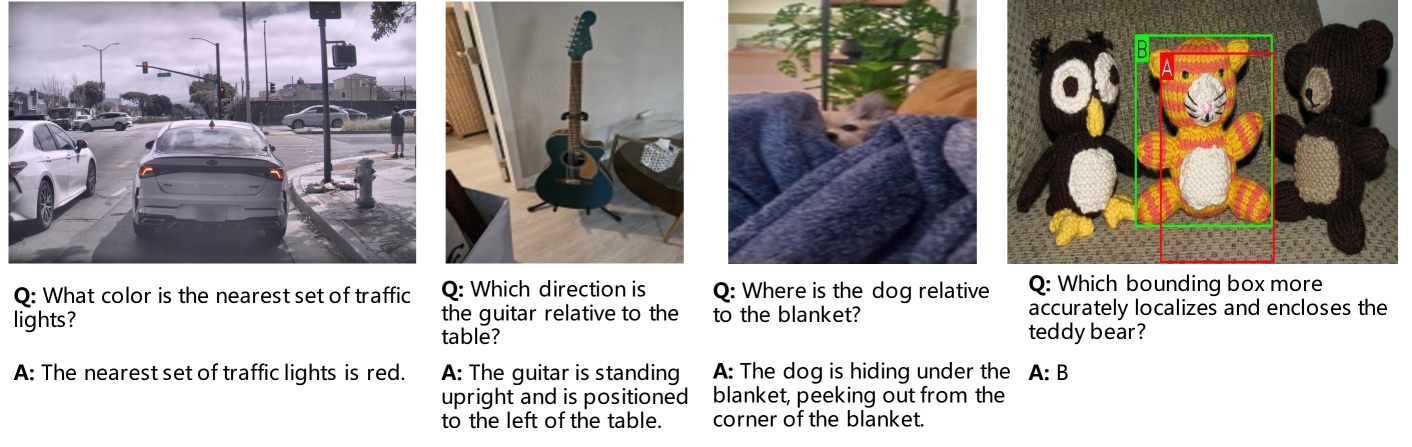 B
A
Q: What color is the nearest set of traffic
lights?
A: The nearest set of traffic lights is red.
Q: Which direction is
the guitar relative to the
table?
A: The guitar is standing
upright and is positioned
to the left of the table.
Q: Where is the dog relative
to the blanket?
A: The dog is hiding under the
blanket, peeking out from the
corner of the blanket.
Q: Which bounding box more
accurately localizes and encloses the
teddy bear?
A: B